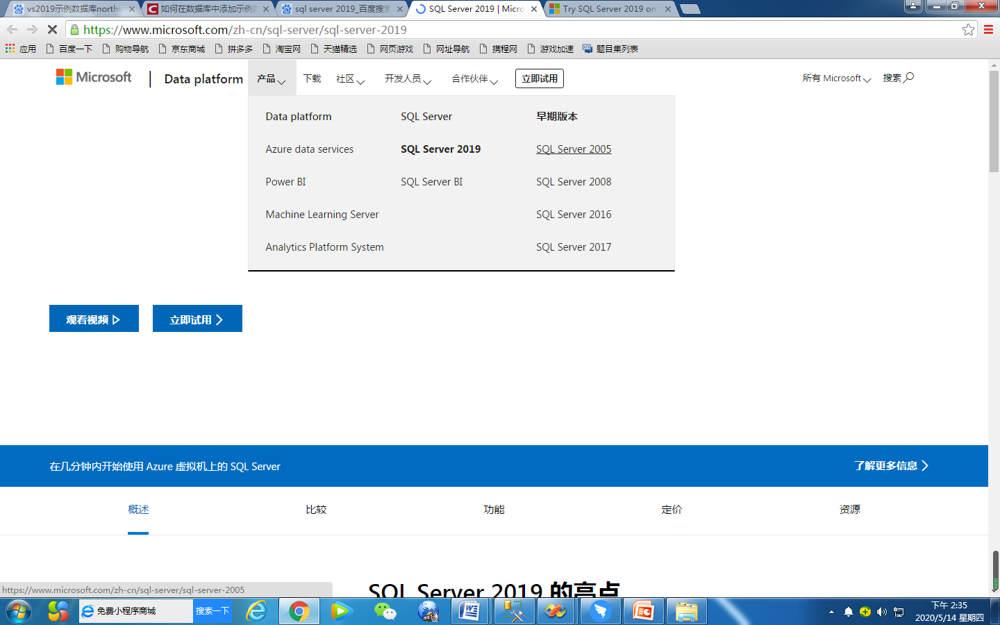 vs2019示例数据库northw
如何在数据库中添加示例
sql server 2019_百度搜索
SQL Server 2019 | Micro
Try SQL Server 2019 on
https://www.microsoft.com/zh-cn/sql-server/sql-server-2019
应用 百度一下 购物导航 京东商城 拼多多 淘宝网 天猫精选 网页游戏 网址导航 携程网 游戏加速 题目集列表
Microsoft Data platform 产品 下载 社区 开发人员 合作伙伴 立即试用 所有 Microsoft 搜索
Data platform SQL Server 早期版本
Azure data services SQL Server 2019 SQL Server 2005
Power BI SQL Server BI SQL Server 2008
Machine Learning Server SQL Server 2016
Analytics Platform System SQL Server 2017
观看视频 立即试用
在几分钟内开始使用 Azure 虚拟机上的 SQL Server 了解更多信息
概述 比较 功能 定价 资源
SQL Server 2019 的亮点
https://www.microsoft.com/zh-cn/sql-server/sql-server-2005
免费小程序商城 搜索一下
下午 2:35
2020/5/14 星期四